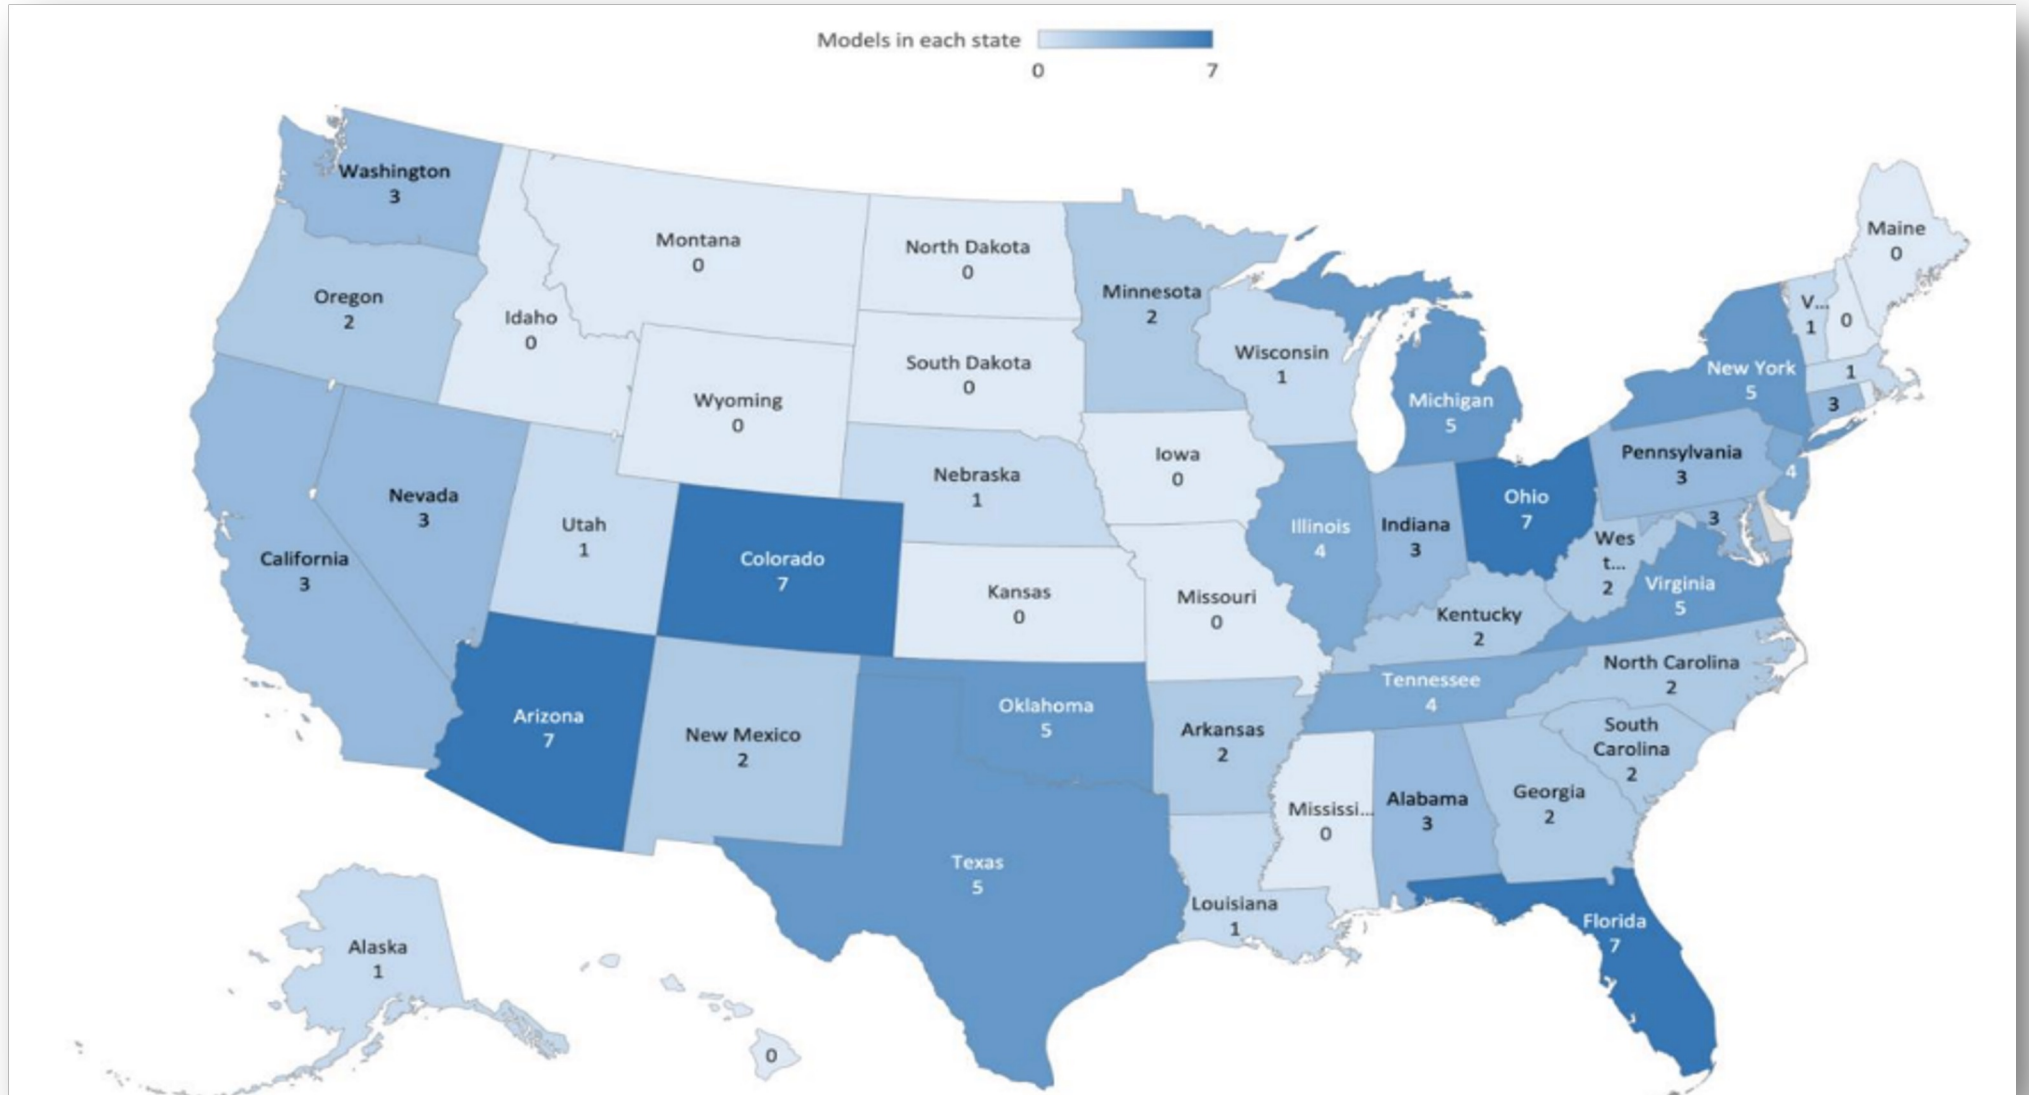 Models in each state
0
7
Washington
3
Montana
0
North Dakota
0
Minnesota
2
Maine
0
Oregon
2
Idaho
0
V...
1
0
South Dakota
0
Wisconsin
1
New York
5
1
Michigan
5
3
Wyoming
0
Iowa
0
Pennsylvania
3
4
Nebraska
1
Nevada
3
Utah
1
Illinois
4
Indiana
3
Ohio
7
3
Wes
t...
2
California
3
Colorado
7
Kansas
0
Missouri
0
Virginia
5
Kentucky
2
North Carolina
2
Tennessee
4
Arizona
7
New Mexico
2
Oklahoma
5
Arkansas
2
South
Carolina
2
Mississi...
0
Alabama
3
Georgia
2
Texas
5
Louisiana
1
Florida
7
Alaska
1
0